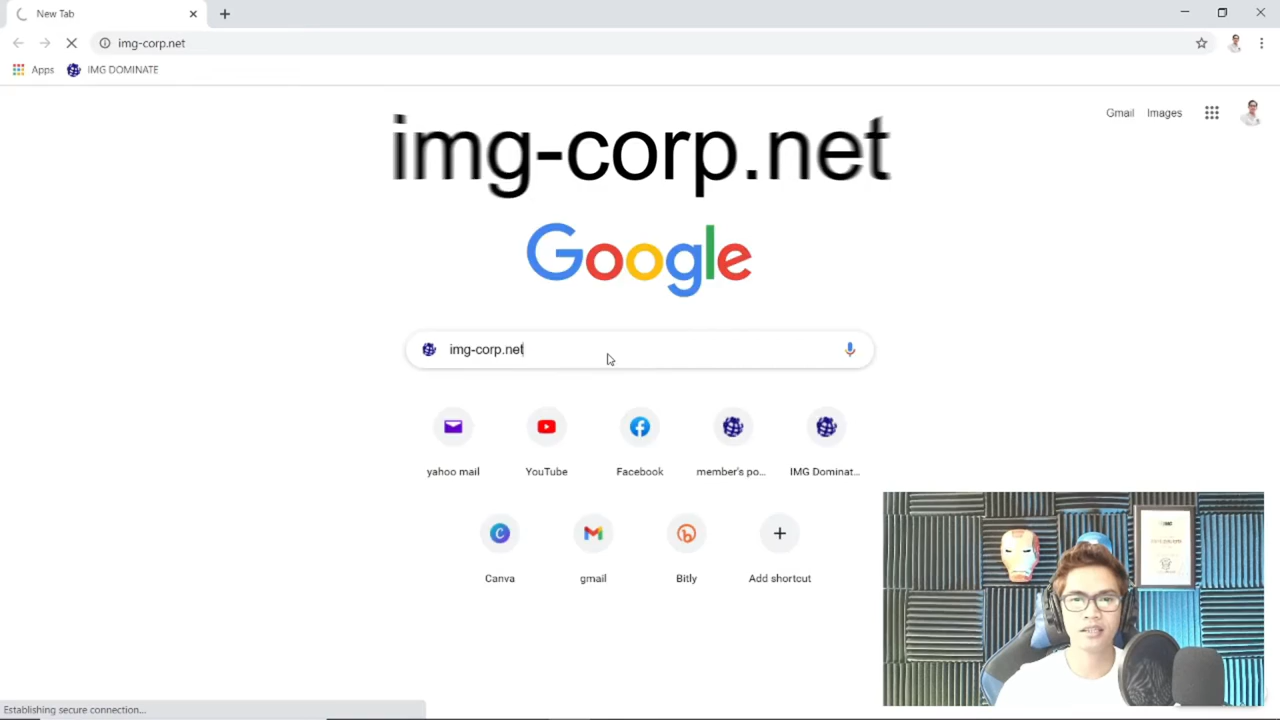 New Tab
img-corp.net
Apps
IMG DOMINATE
Gmail
Images
img-corp.net
Google
img-corp.net
yahoo mail
YouTube
Facebook
member's po...
IMG Dominat...
Canva
gmail
Bitly
Add shortcut
Establishing secure connection...